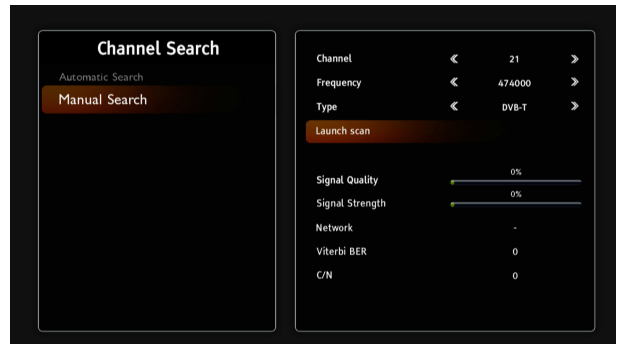 Channel Search
Automatic Search
Manual Search
Channel « 21 »
Frequency « 474000 »
Type « DVB-T »
Launch scan
Signal Quality 0%
Signal Strength 0%
Network -
Viterbi BER 0
C/N 0